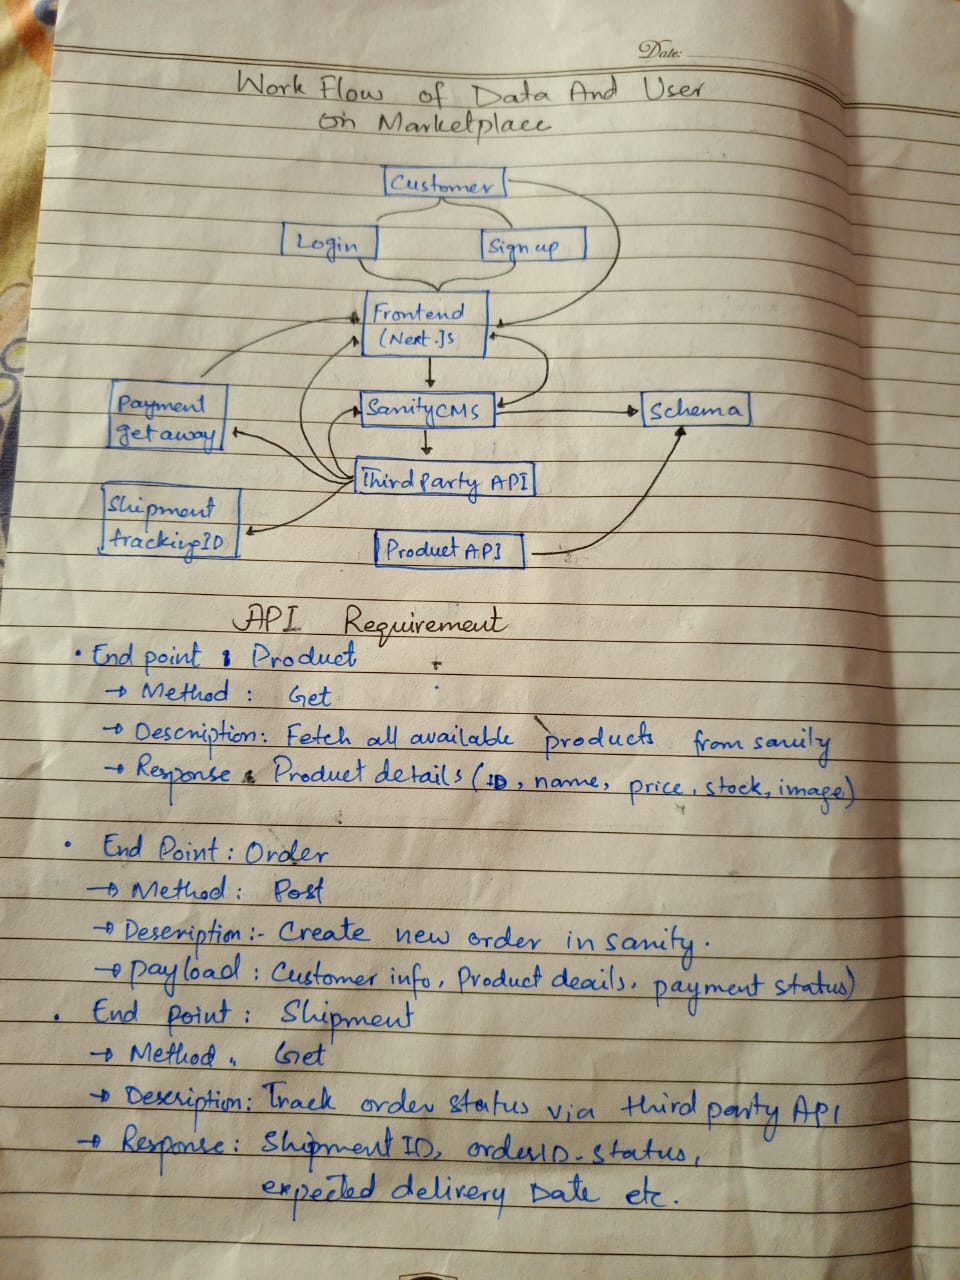 Date:
Work Flow of Data And User
on Marketplace
Customer
Login
Sign up
Frontend
(Next.Js
Payment
getaway
SanityCMS
Schema
Third party API
Shipment
trackingID
Product API
API Requirement
• End point : Product
→ Method : Get
→ Description: Fetch all available products from sanity
→ Response : Product details (ID, name, price, stock, image)
• End Point : Order
→ Method : Post
→ Description :- Create new order in sanity.
→ payload : Customer info, Product deails, payment status)
• End point : Shipment
→ Method : Get
→ Description: Track order status via third party API
→ Response : Shipment ID, orderID-status,
expected delivery Date etc.